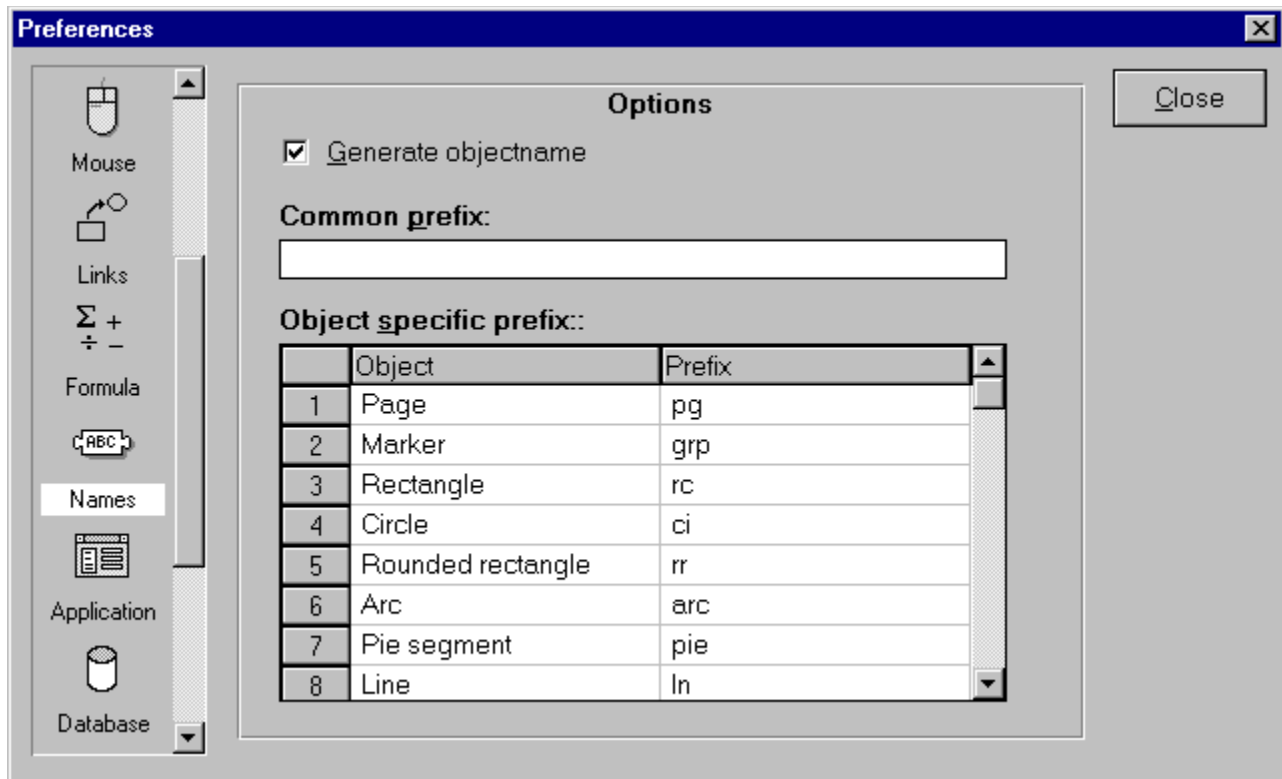 Preferences
Mouse
Links
Σ +
÷ −
Formula
ABC
Names
Application
Database
Options
Generate objectname
Common prefix:
Object specific prefix::
Object Prefix
1 Page pg
2 Marker grp
3 Rectangle rc
4 Circle ci
5 Rounded rectangle rr
6 Arc arc
7 Pie segment pie
8 Line ln
Close